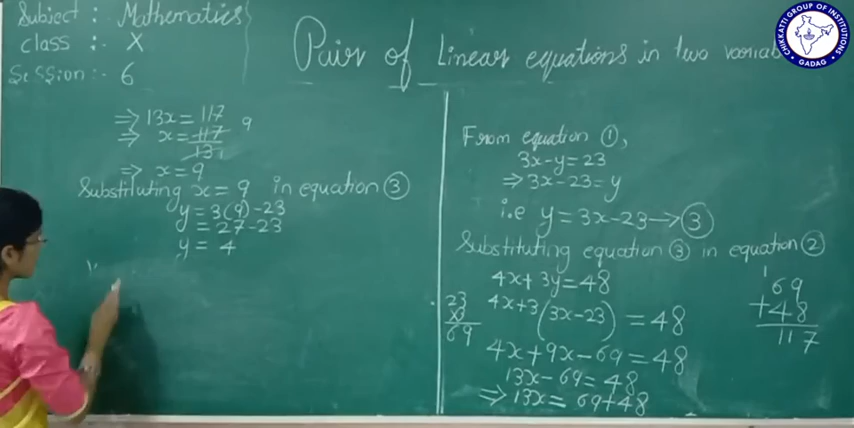 Subject :- Mathematics
Class :- X
Session :- 6
Pair of Linear equations in two variab
CHIKKATTI GROUP OF INSTITUTIONS
GADAG
⇒ 13x = 117
⇒ x = 117/13 9
⇒ x = 9
Substituting x = 9 in equation ③
y = 3(9) - 23
= 27 - 23
y = 4
From equation ①,
3x - y = 23
⇒ 3x - 23 = y
i.e y = 3x - 23 → ③
Substituting equation ③ in equation ②
4x + 3y = 48
4x + 3(3x - 23) = 48
4x + 9x - 69 = 48
13x - 69 = 48
⇒ 13x = 69 + 48
23
x3
69
1
69
+48
117